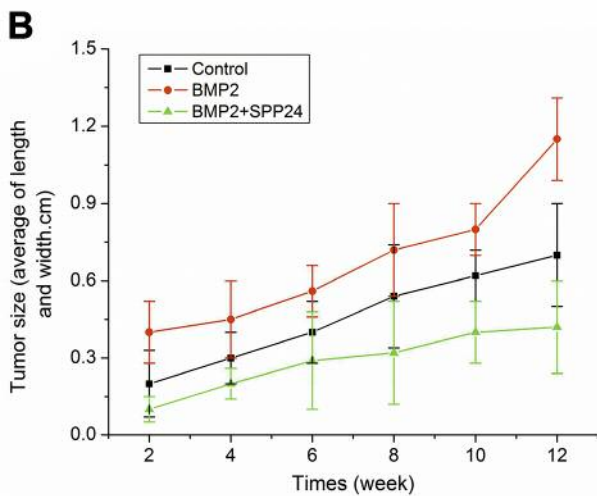 B
Control
BMP2
BMP2+SPP24
Tumor size (average of length
and width.cm)
1.5
1.2
0.9
0.6
0.3
0.0
2 4 6 8 10 12
Times (week)